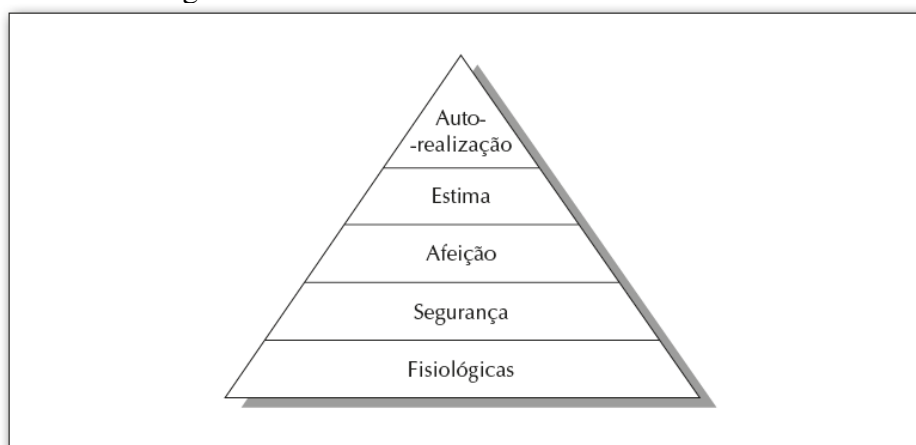 Auto-
-realização
Estima
Afeição
Segurança
Fisiológicas